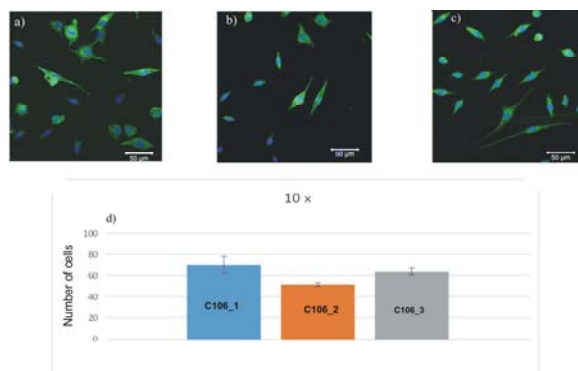 a)
b)
c)
50 µm
50 µm
50 µm
10 x
d)
Number of cells
100
80
60
40
20
0
C106_1
C106_2
C106_3